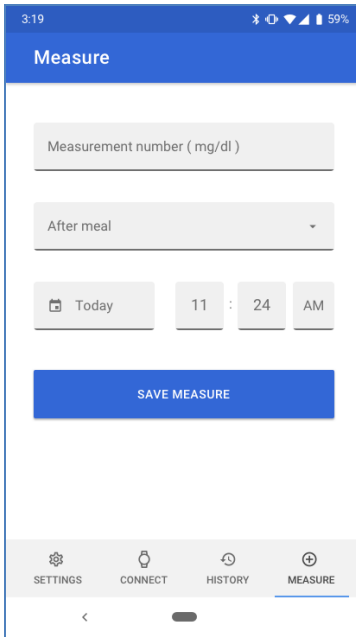 3:19 59%
Measure
Measurement number ( mg/dl )
After meal
Today 11 : 24 AM
SAVE MEASURE
SETTINGS CONNECT HISTORY MEASURE